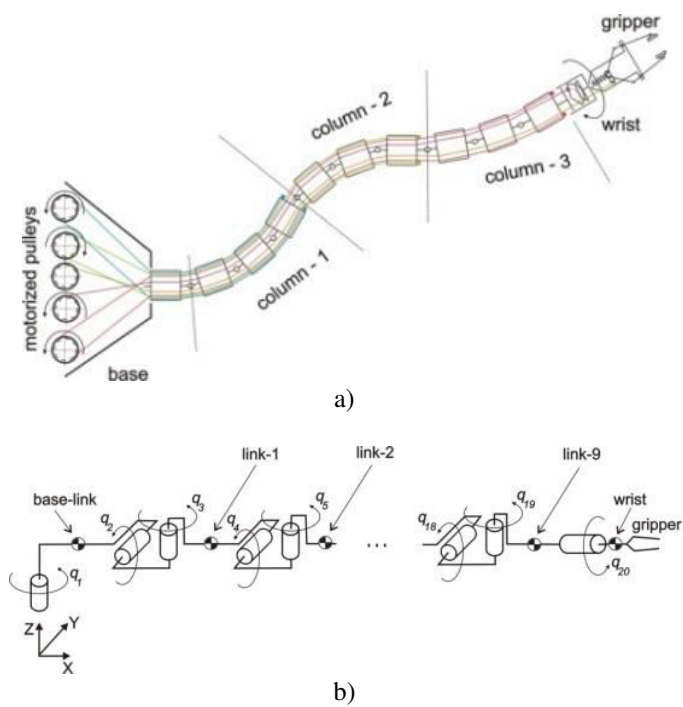 gripper
column - 2
wrist
column - 3
motorized pulleys
column - 1
base
a)
link-1
link-2
link-9
base-link
q3
q5
q19
wrist
q2
q4
q18
gripper
q1
q20
Z
Y
X
...
b)